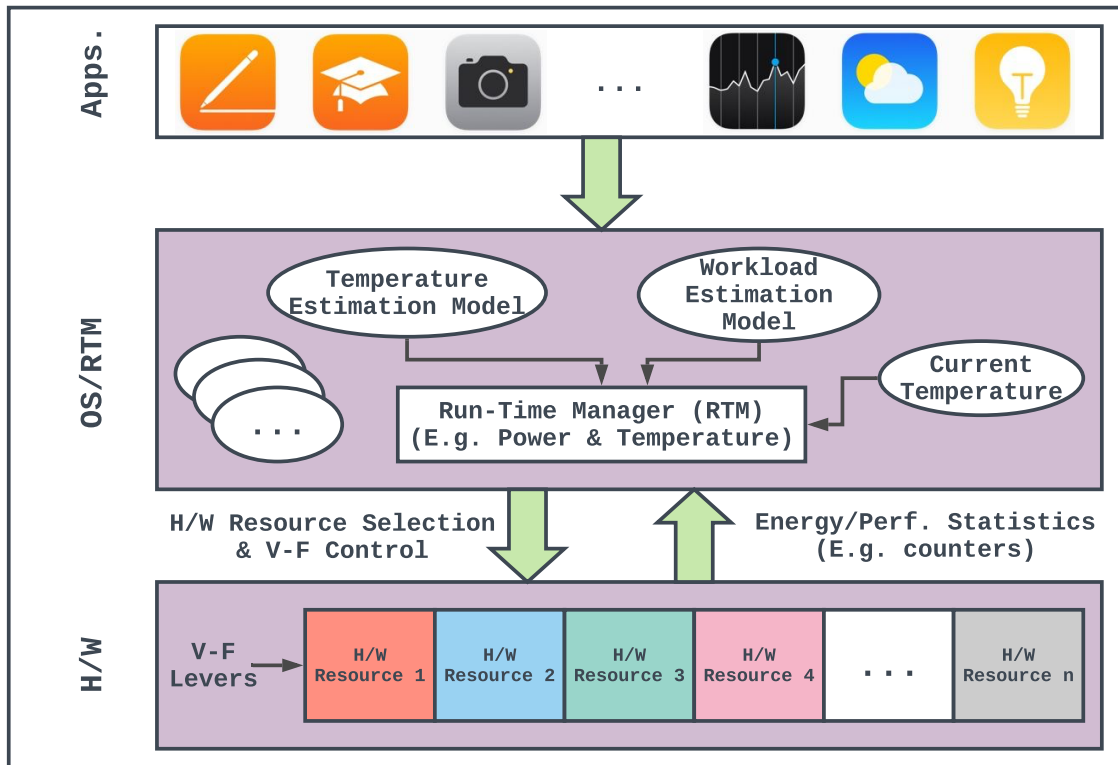 Apps.
...
OS/RTM
Temperature
Estimation Model
Workload
Estimation
Model
Current
Temperature
...
Run-Time Manager (RTM)
(E.g. Power & Temperature)
H/W Resource Selection
& V-F Control
Energy/Perf. Statistics
(E.g. counters)
H/W
V-F
Levers
H/W
Resource 1
H/W
Resource 2
H/W
Resource 3
H/W
Resource 4
...
H/W
Resource n